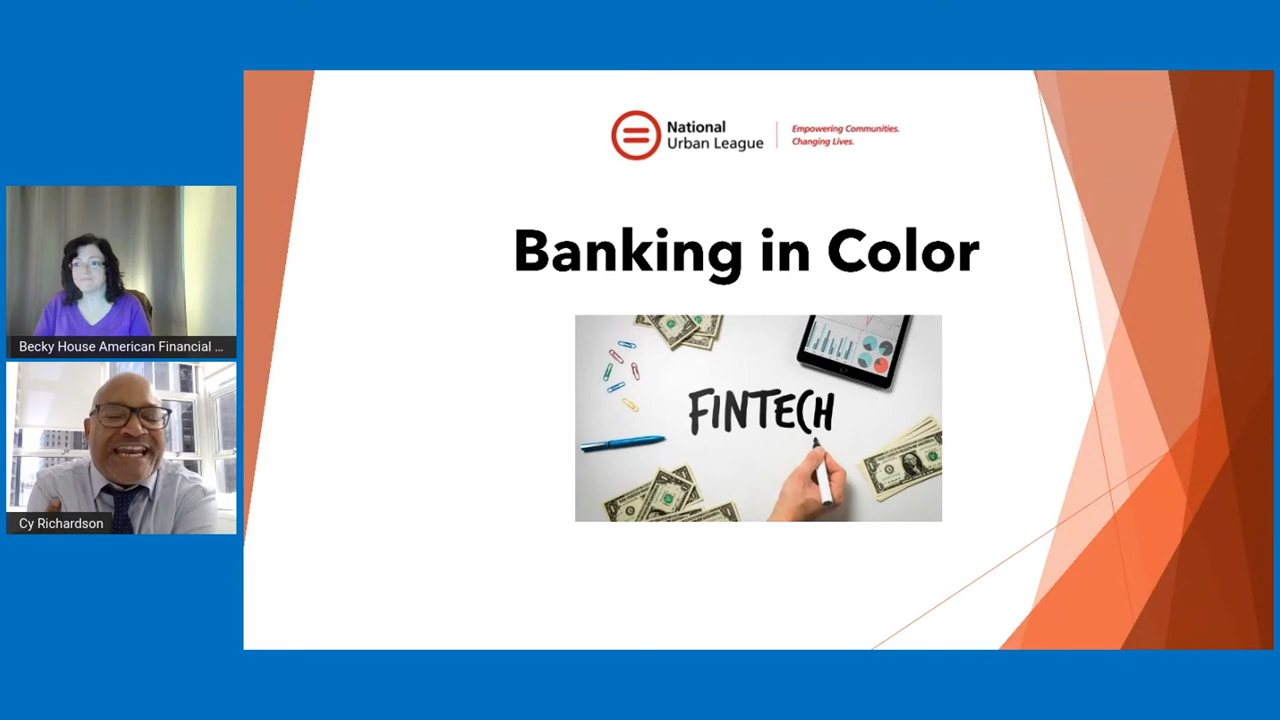 National
Urban League
Empowering Communities.
Changing Lives.
Banking in Color
FINTECH
Becky House American Financial ...
Cy Richardson